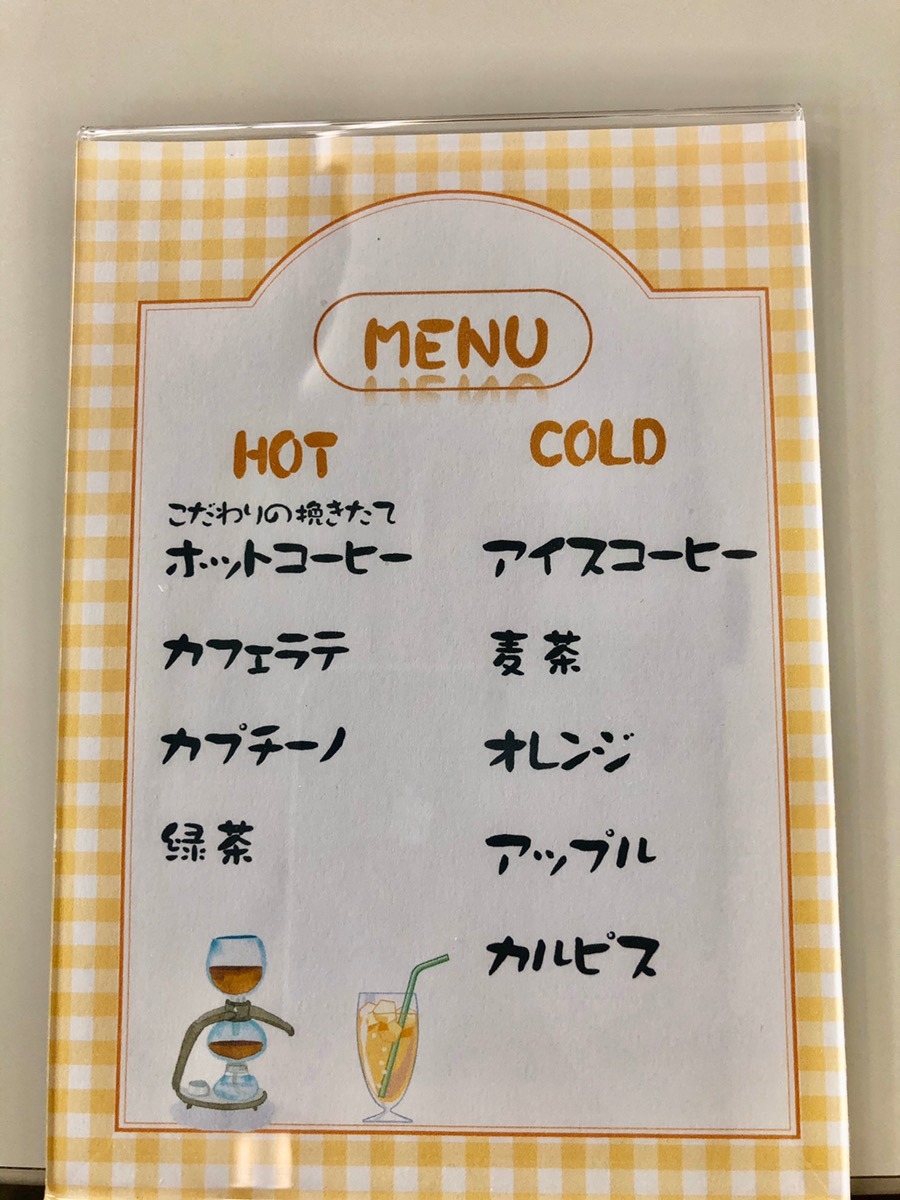 MENU
HOT
こだわりの挽きたて
ホットコーヒー
カフェラテ
カプチーノ
緑茶
COLD
アイスコーヒー
麦茶
オレンジ
アップル
カルピス